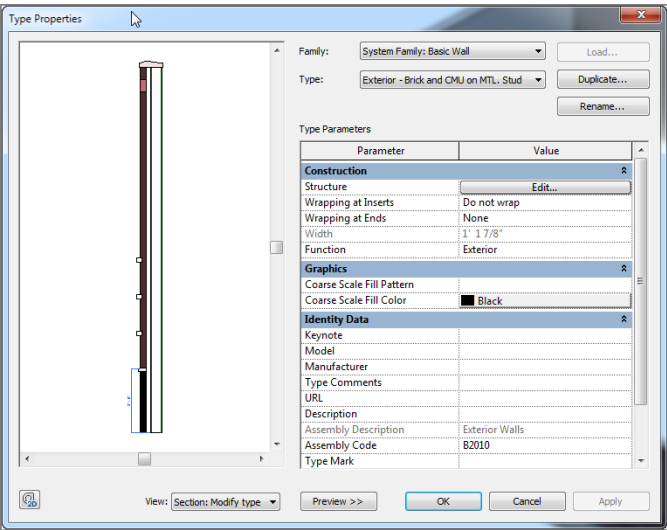 Type Properties
Family: System Family: Basic Wall Load...
Type: Exterior - Brick and CMU on MTL. Stud Duplicate...
Rename...
Type Parameters
Parameter Value
Construction
Structure Edit...
Wrapping at Inserts Do not wrap
Wrapping at Ends None
Width 1' 1 7/8"
Function Exterior
Graphics
Coarse Scale Fill Pattern
Coarse Scale Fill Color Black
Identity Data
Keynote
Model
Manufacturer
Type Comments
URL
Description
Assembly Description Exterior Walls
Assembly Code B2010
Type Mark
2D View: Section: Modify type Preview >> OK Cancel Apply